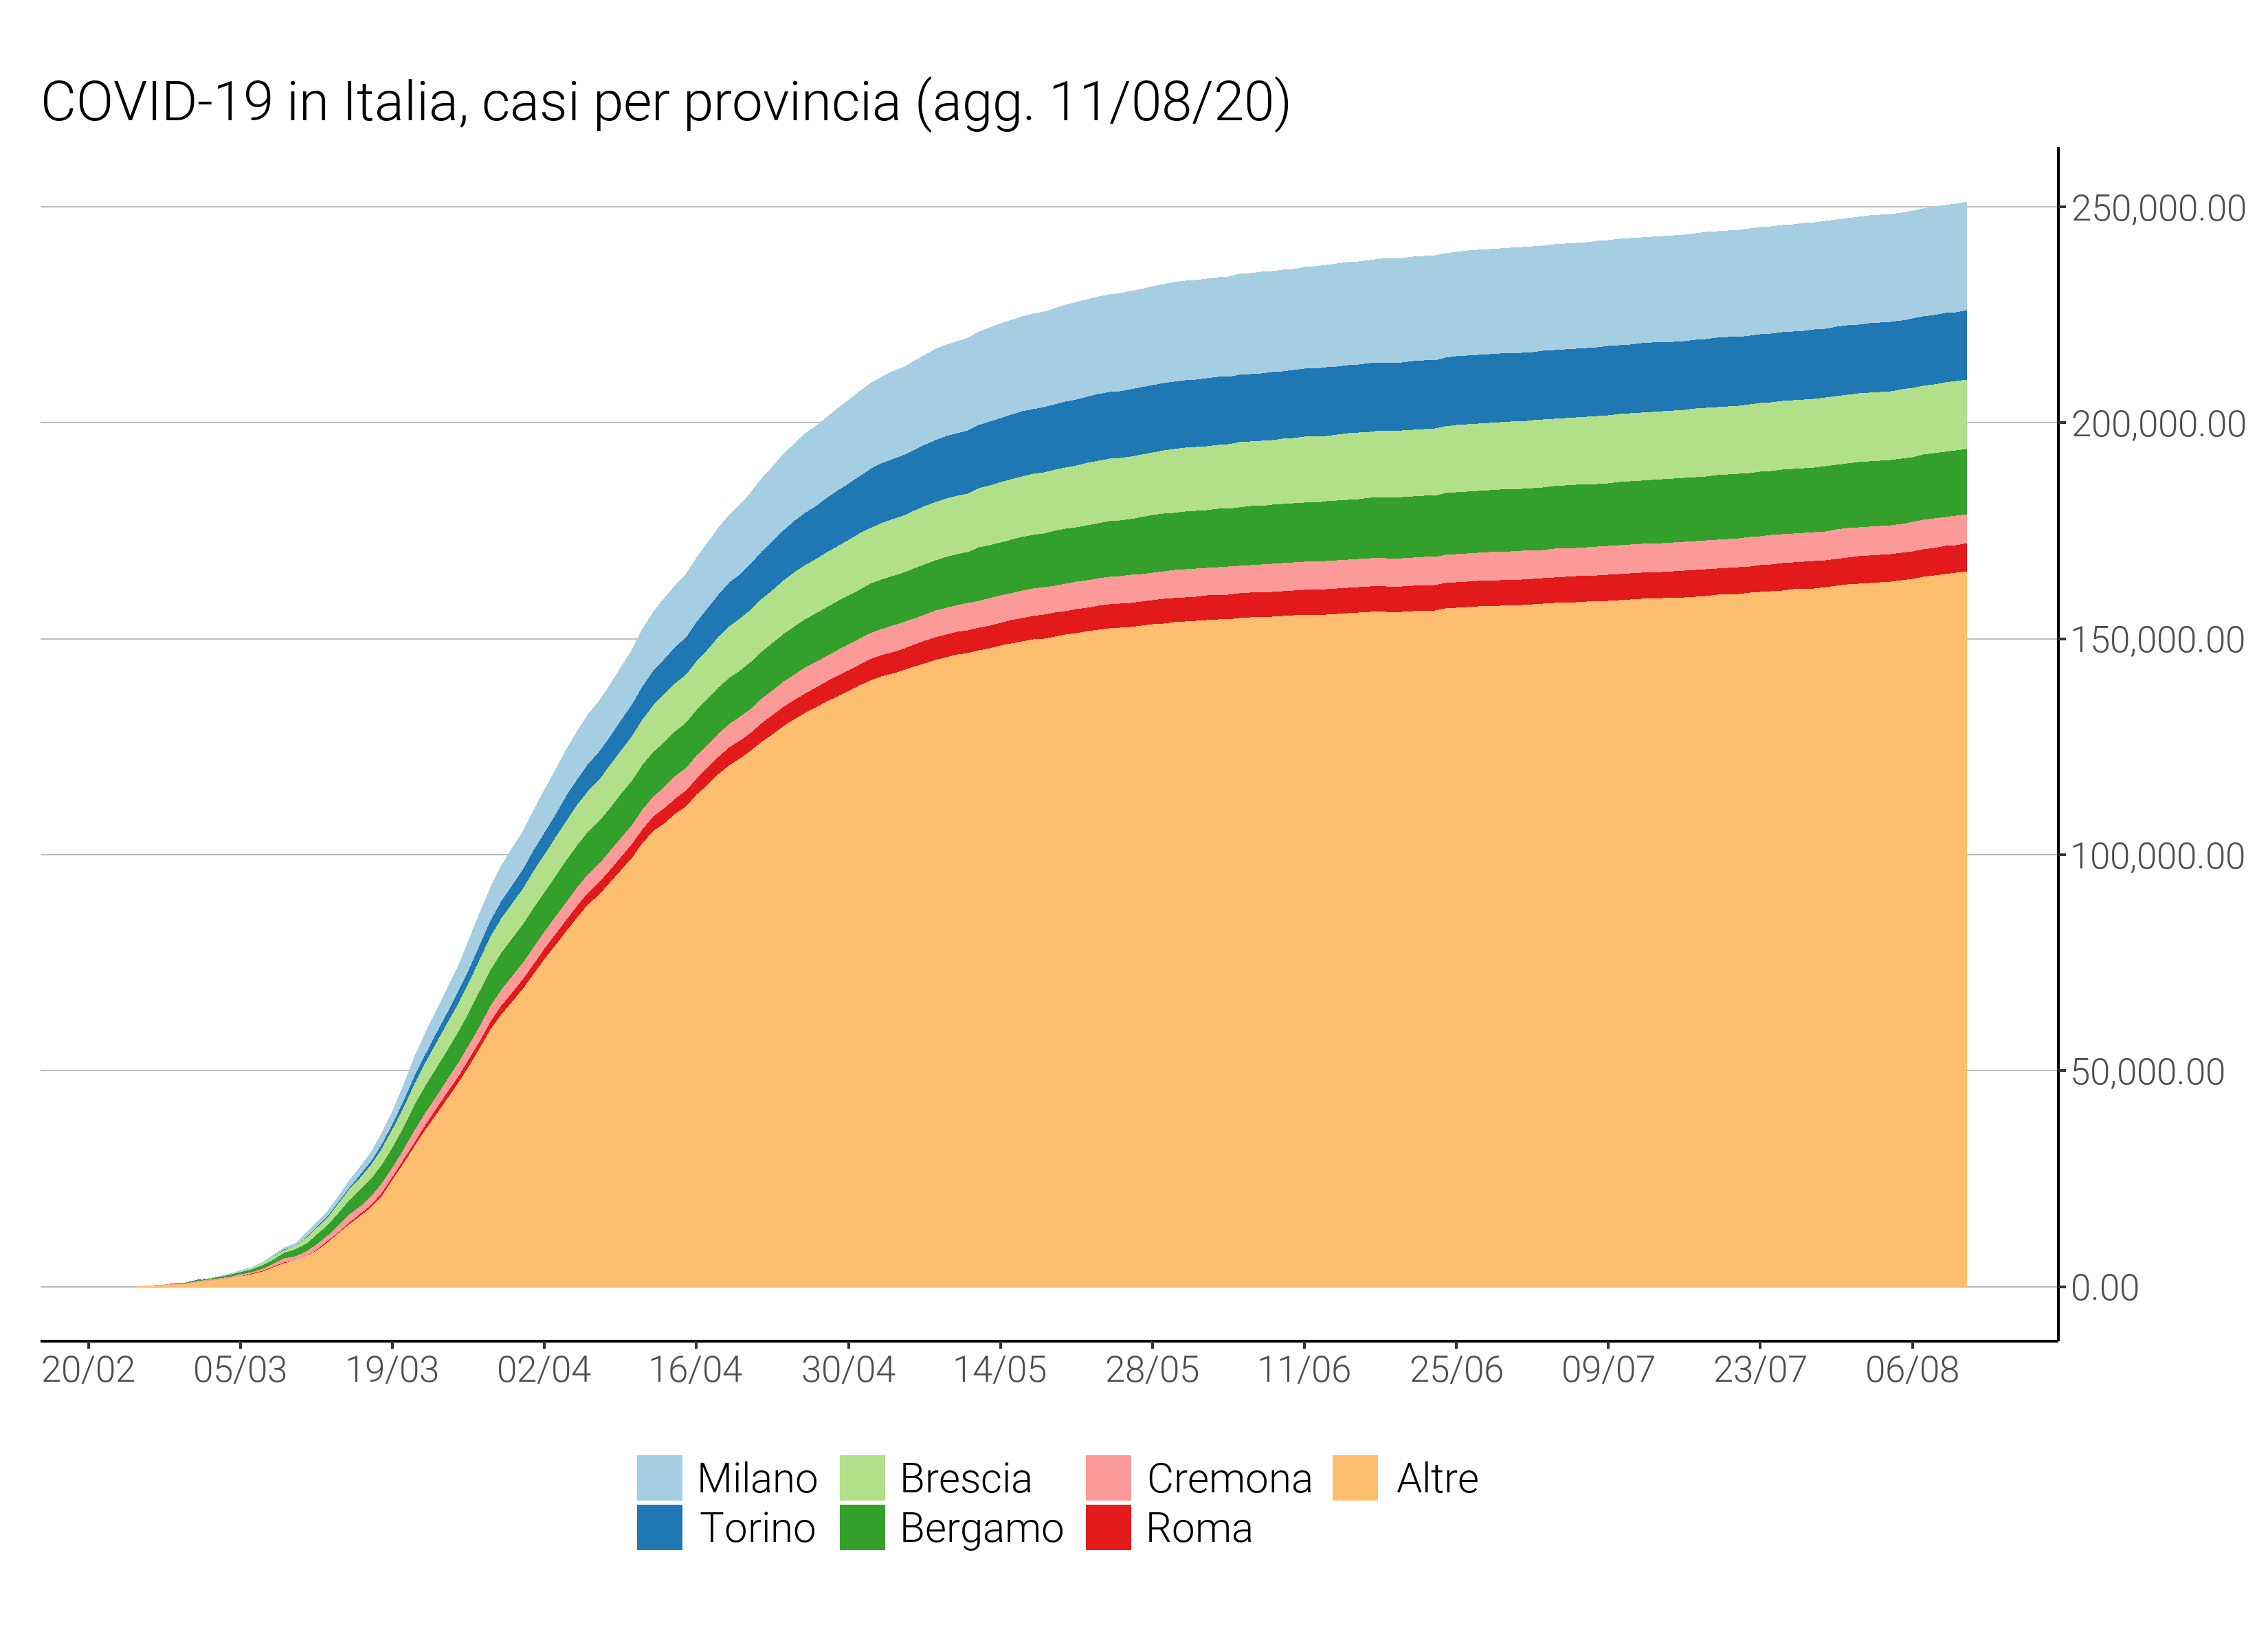 COVID-19 in Italia, casi per provincia (agg. 11/08/20)
250,000.00
200,000.00
150,000.00
100,000.00
50,000.00
0.00
20/02 05/03 19/03 02/04 16/04 30/04 14/05 28/05 11/06 25/06 09/07 23/07 06/08
Milano Brescia Cremona Altre
Torino Bergamo Roma